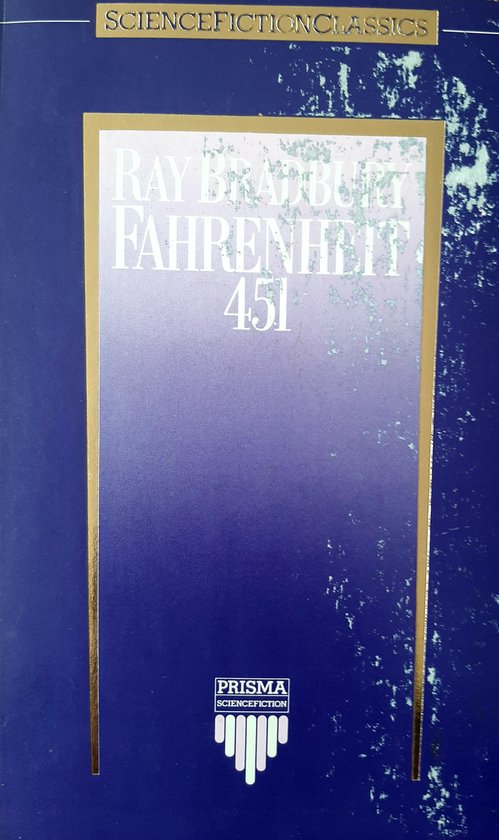 SCIENCEFICTIONCLASSICS
RAY BRADBURY
FAHRENHEIT
451
PRISMA
SCIENCEFICTION